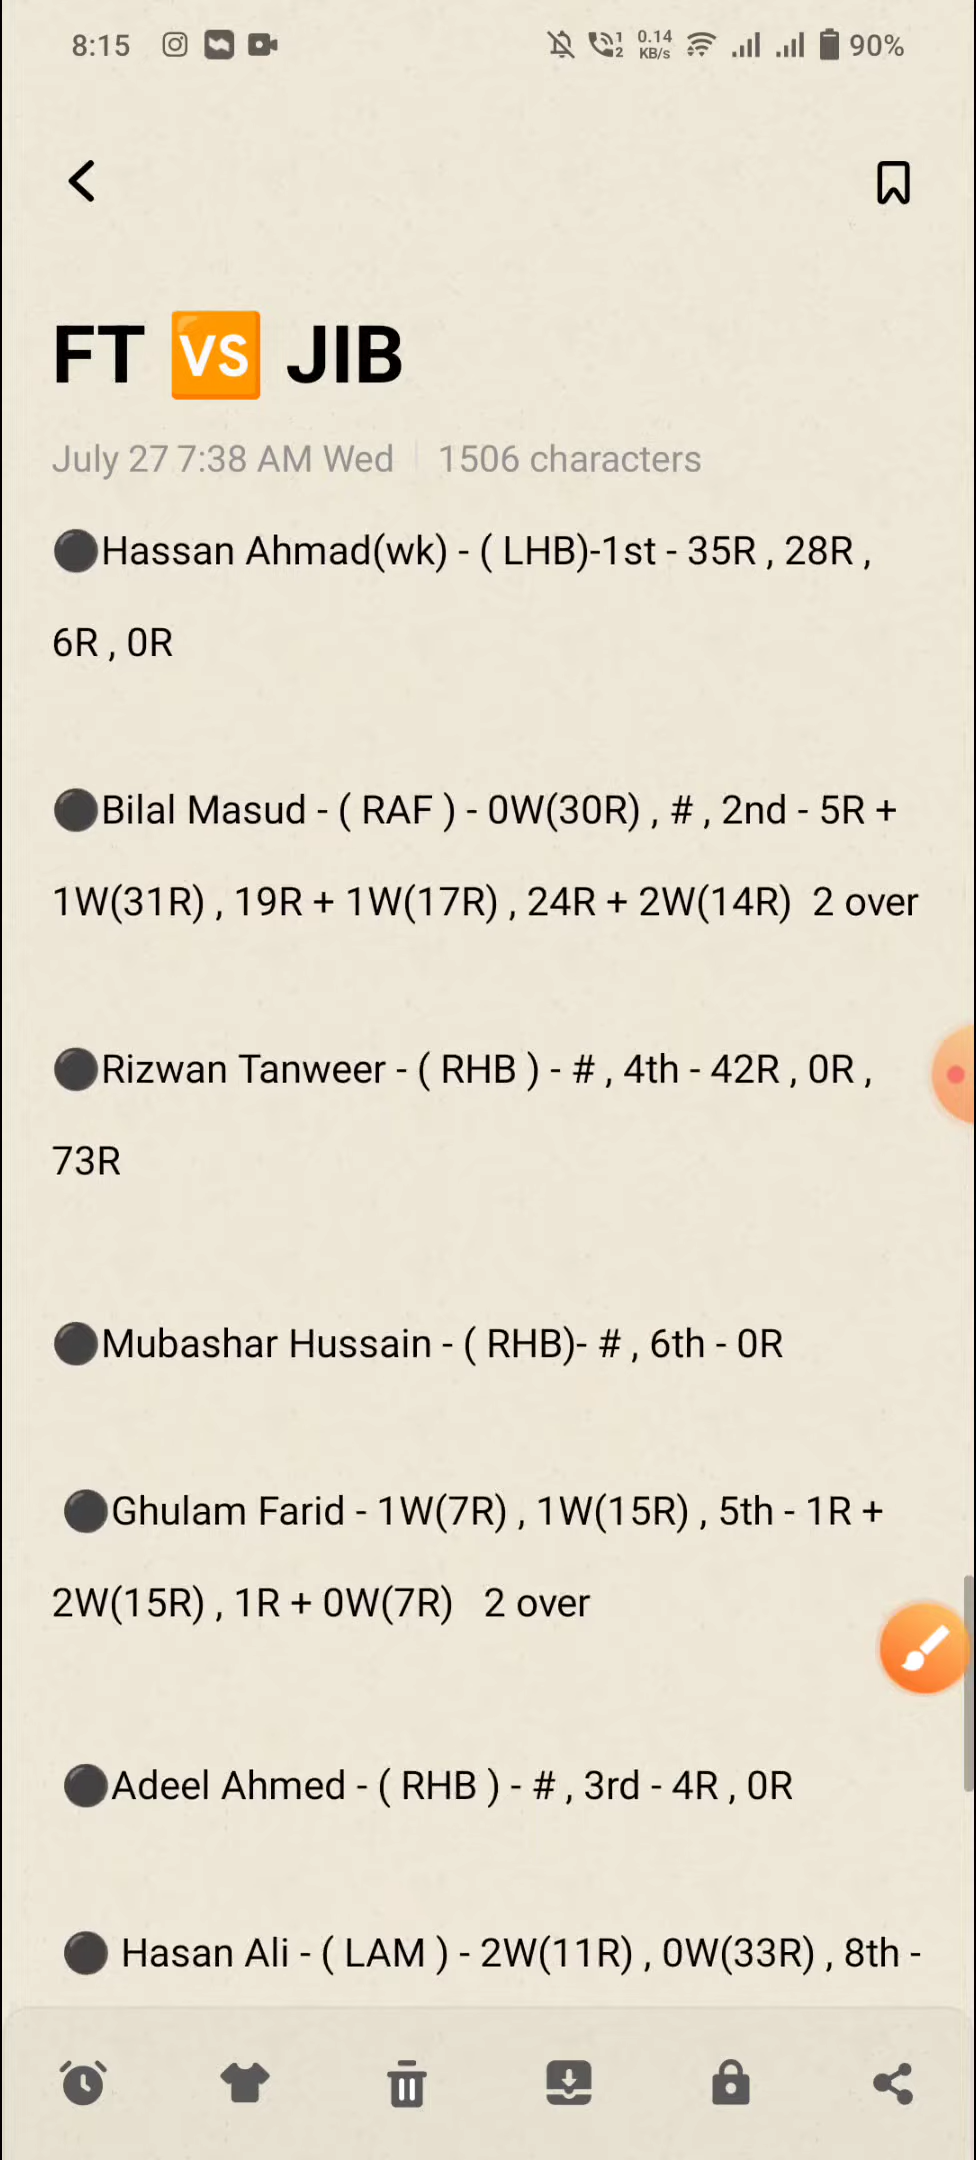 8:15 0.14 KB/s 90%
FT VS JIB
July 27 7:38 AM Wed 1506 characters
Hassan Ahmad(wk) - ( LHB)-1st - 35R , 28R ,
6R , 0R
Bilal Masud - ( RAF ) - 0W(30R) , # , 2nd - 5R +
1W(31R) , 19R + 1W(17R) , 24R + 2W(14R)  2 over
Rizwan Tanweer - ( RHB ) - # , 4th - 42R , 0R ,
73R
Mubashar Hussain - ( RHB)- # , 6th - 0R
Ghulam Farid - 1W(7R) , 1W(15R) , 5th - 1R +
2W(15R) , 1R + 0W(7R)   2 over
Adeel Ahmed - ( RHB ) - # , 3rd - 4R , 0R
Hasan Ali - ( LAM ) - 2W(11R) , 0W(33R) , 8th -